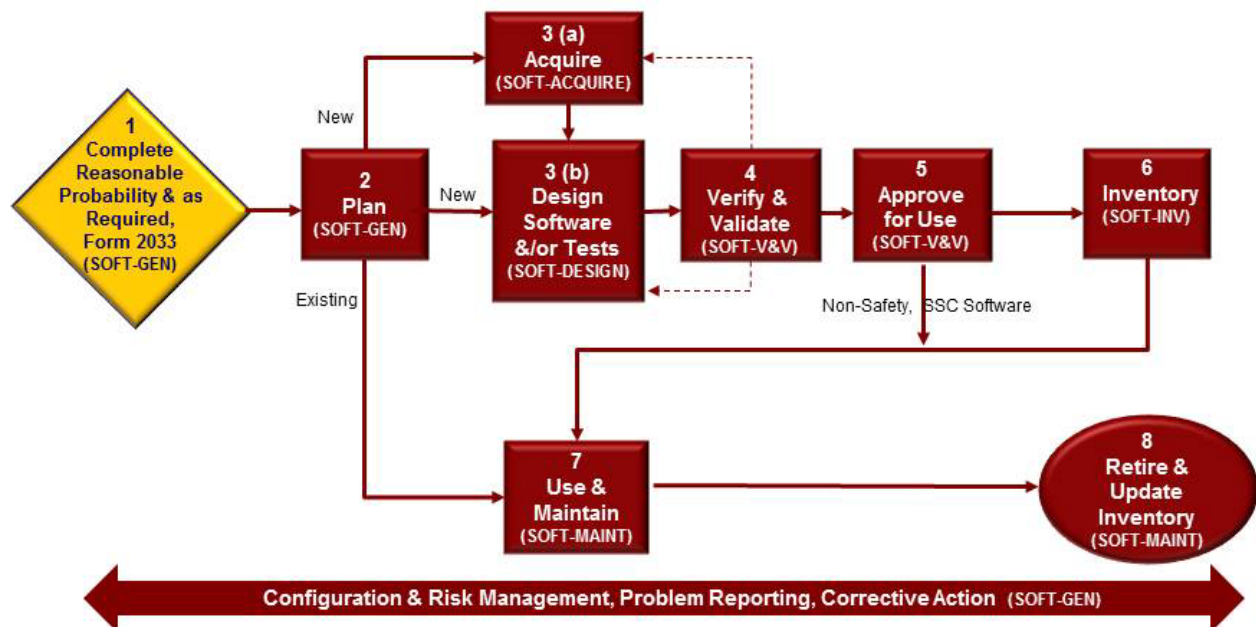 3 (a)
Acquire
(SOFT-ACQUIRE)
New
1
Complete
Reasonable
Probability & as
Required,
Form 2033
(SOFT-GEN)
2
Plan
(SOFT-GEN)
New
3 (b)
Design
Software
&/or Tests
(SOFT-DESIGN)
4
Verify &
Validate
(SOFT-V&V)
5
Approve
for Use
(SOFT-V&V)
6
Inventory
(SOFT-INV)
Existing
Non-Safety, SSC Software
7
Use &
Maintain
(SOFT-MAINT)
8
Retire &
Update
Inventory
(SOFT-MAINT)
Configuration & Risk Management, Problem Reporting, Corrective Action (SOFT-GEN)